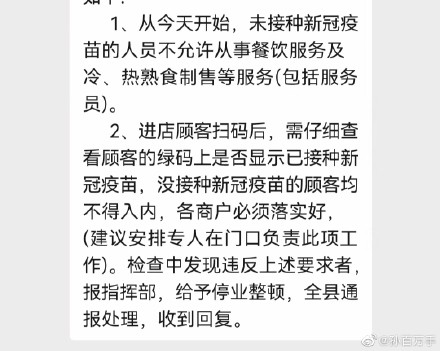 1、从今天开始，未接种新冠疫
苗的人员不允许从事餐饮服务及
冷、热熟食制售等服务(包括服务
员)。
2、进店顾客扫码后，需仔细查
看顾客的绿码上是否显示已接种新
冠疫苗，没接种新冠疫苗的顾客均
不得入内，各商户必须落实好，
(建议安排专人在门口负责此项工
作)。检查中发现违反上述要求者，
报指挥部，给予停业整顿，全县通
报处理，收到回复。